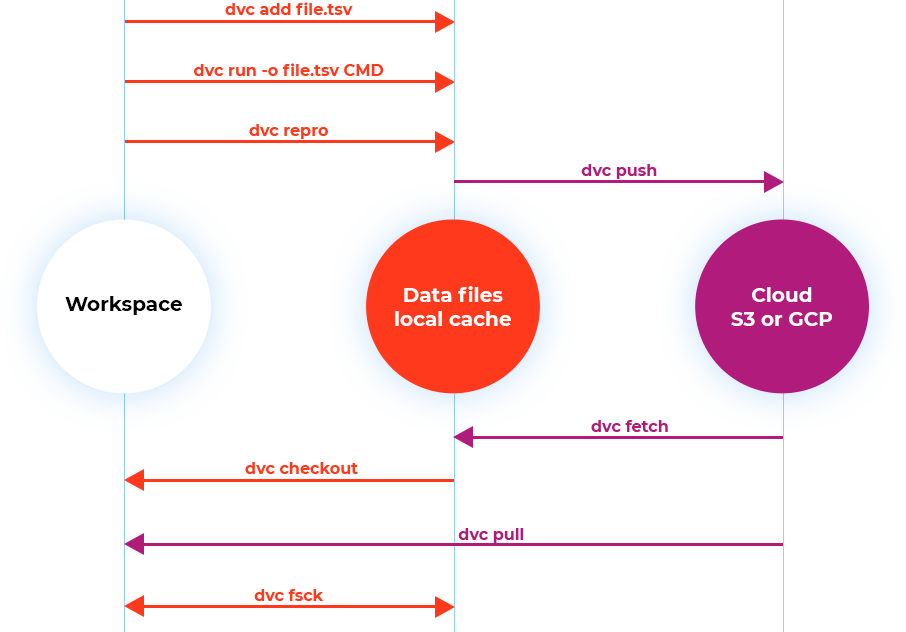 dvc add file.tsv
dvc run -o file.tsv CMD
dvc repro
dvc push
Workspace
Data files
local cache
Cloud
S3 or GCP
dvc fetch
dvc checkout
dvc pull
dvc fsck